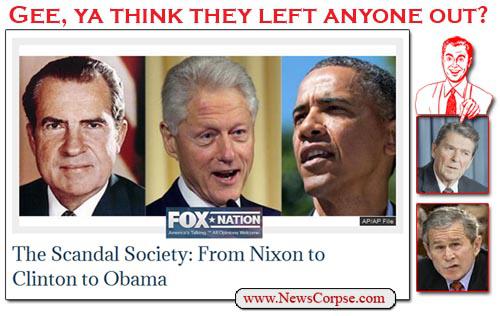 GEE, YA THINK THEY LEFT ANYONE OUT?
FOX NATION
America's Talking.™ All Opinions Welcome.
AP/AP File
The Scandal Society: From Nixon to
Clinton to Obama
www.NewsCorpse.com